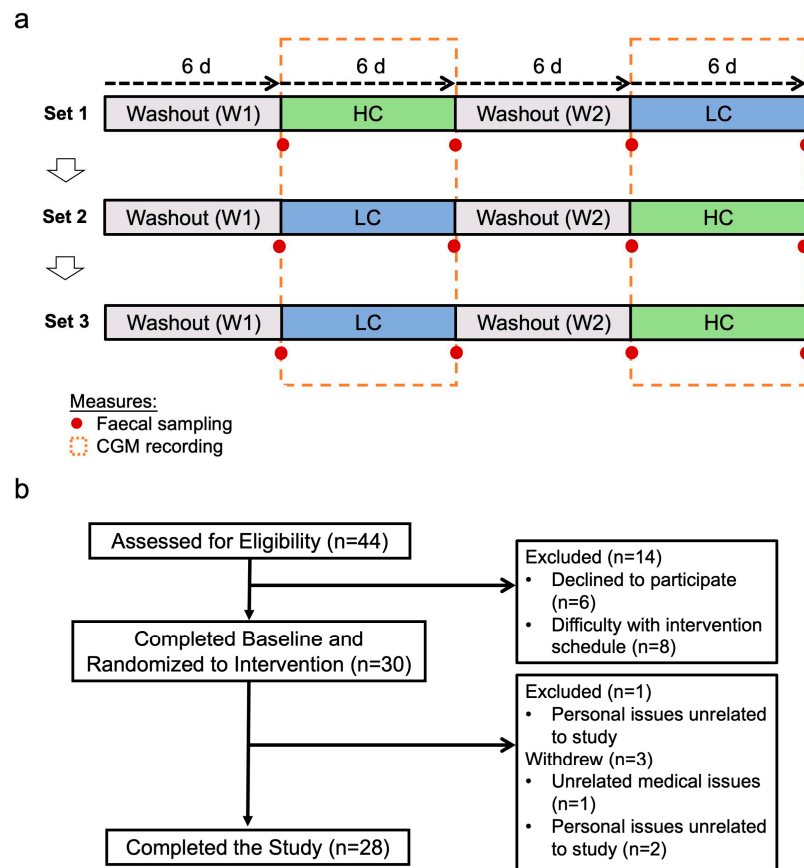 a
6 d 6 d 6 d 6 d
Set 1 Washout (W1) HC Washout (W2) LC
Set 2 Washout (W1) LC Washout (W2) HC
Set 3 Washout (W1) LC Washout (W2) HC
Measures:
Faecal sampling
CGM recording
b
Assessed for Eligibility (n=44)
Excluded (n=14)
• Declined to participate
(n=6)
• Difficulty with intervention
schedule (n=8)
Completed Baseline and
Randomized to Intervention (n=30)
Excluded (n=1)
• Personal issues unrelated
to study
Withdrew (n=3)
• Unrelated medical issues
(n=1)
• Personal issues unrelated
to study (n=2)
Completed the Study (n=28)